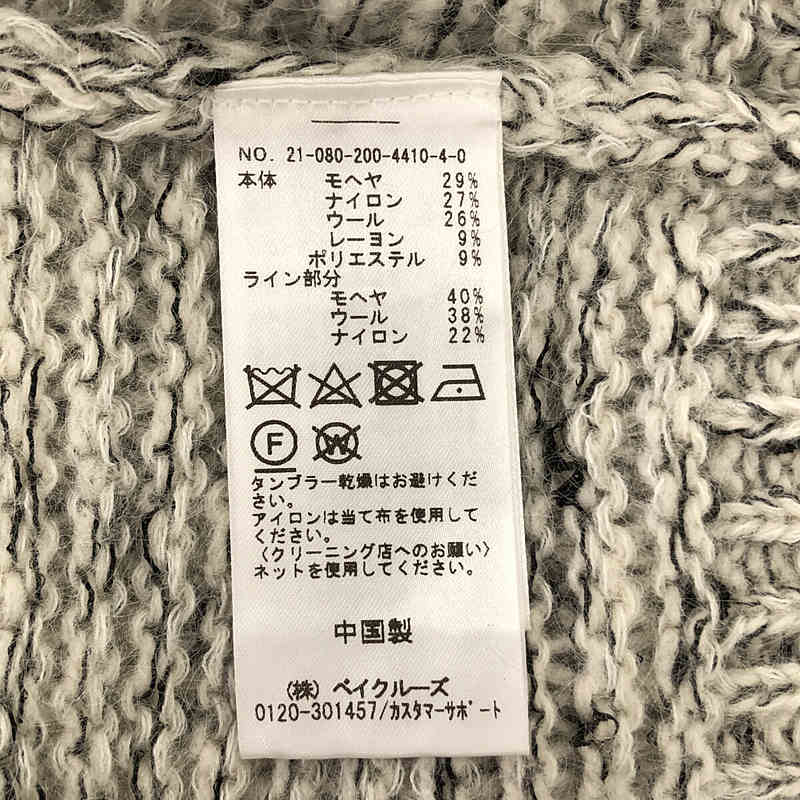 NO. 21-080-200-4410-4-0
本体 モヘヤ 29%
ナイロン 27%
ウール 26%
レーヨン 9%
ポリエステル 9%
ライン部分
モヘヤ 40%
ウール 38%
ナイロン 22%
F W
タンブラー乾燥はお避けくだ
さい。
アイロンは当て布を使用して
ください。
〈クリーニング店へのお願い〉
ネットを使用してください。
中国製
(株) ベイクルーズ
0120-301457/カスタマーサポート